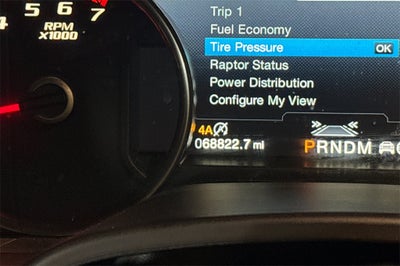 Trip 1
Fuel Economy
Tire Pressure OK
Raptor Status
Power Distribution
Configure My View
4 5 6 7
RPM
x1000
4A
068822.7 mi
PRNDM